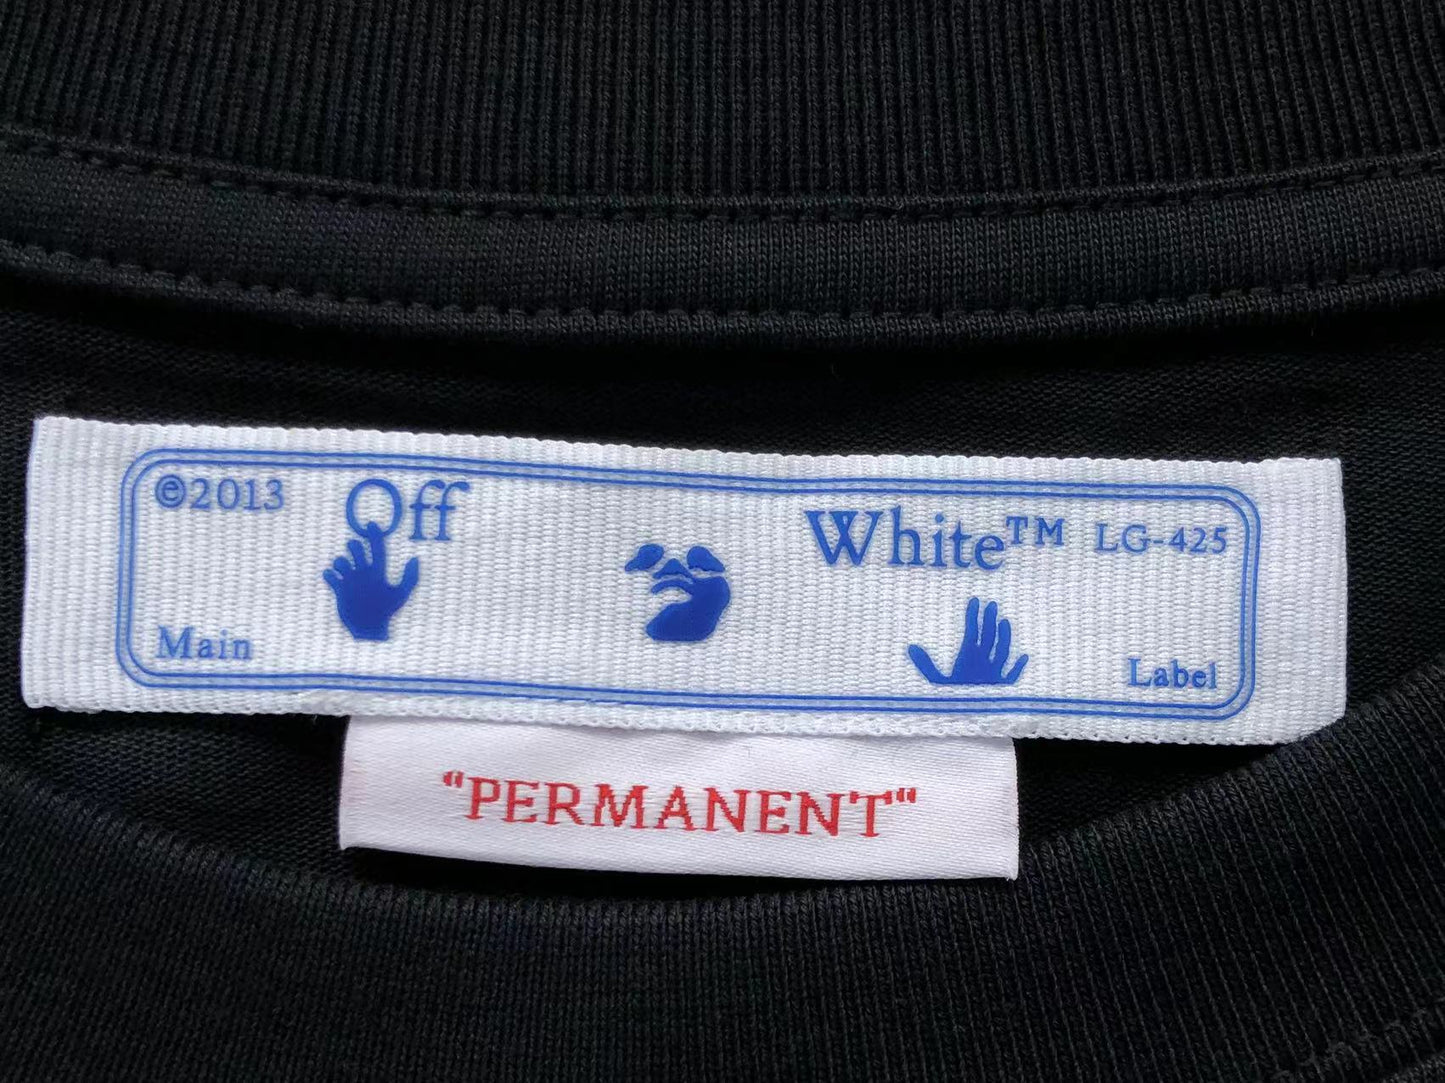 ©2013 Off White™ LG-425
Main Label
"PERMANENT"